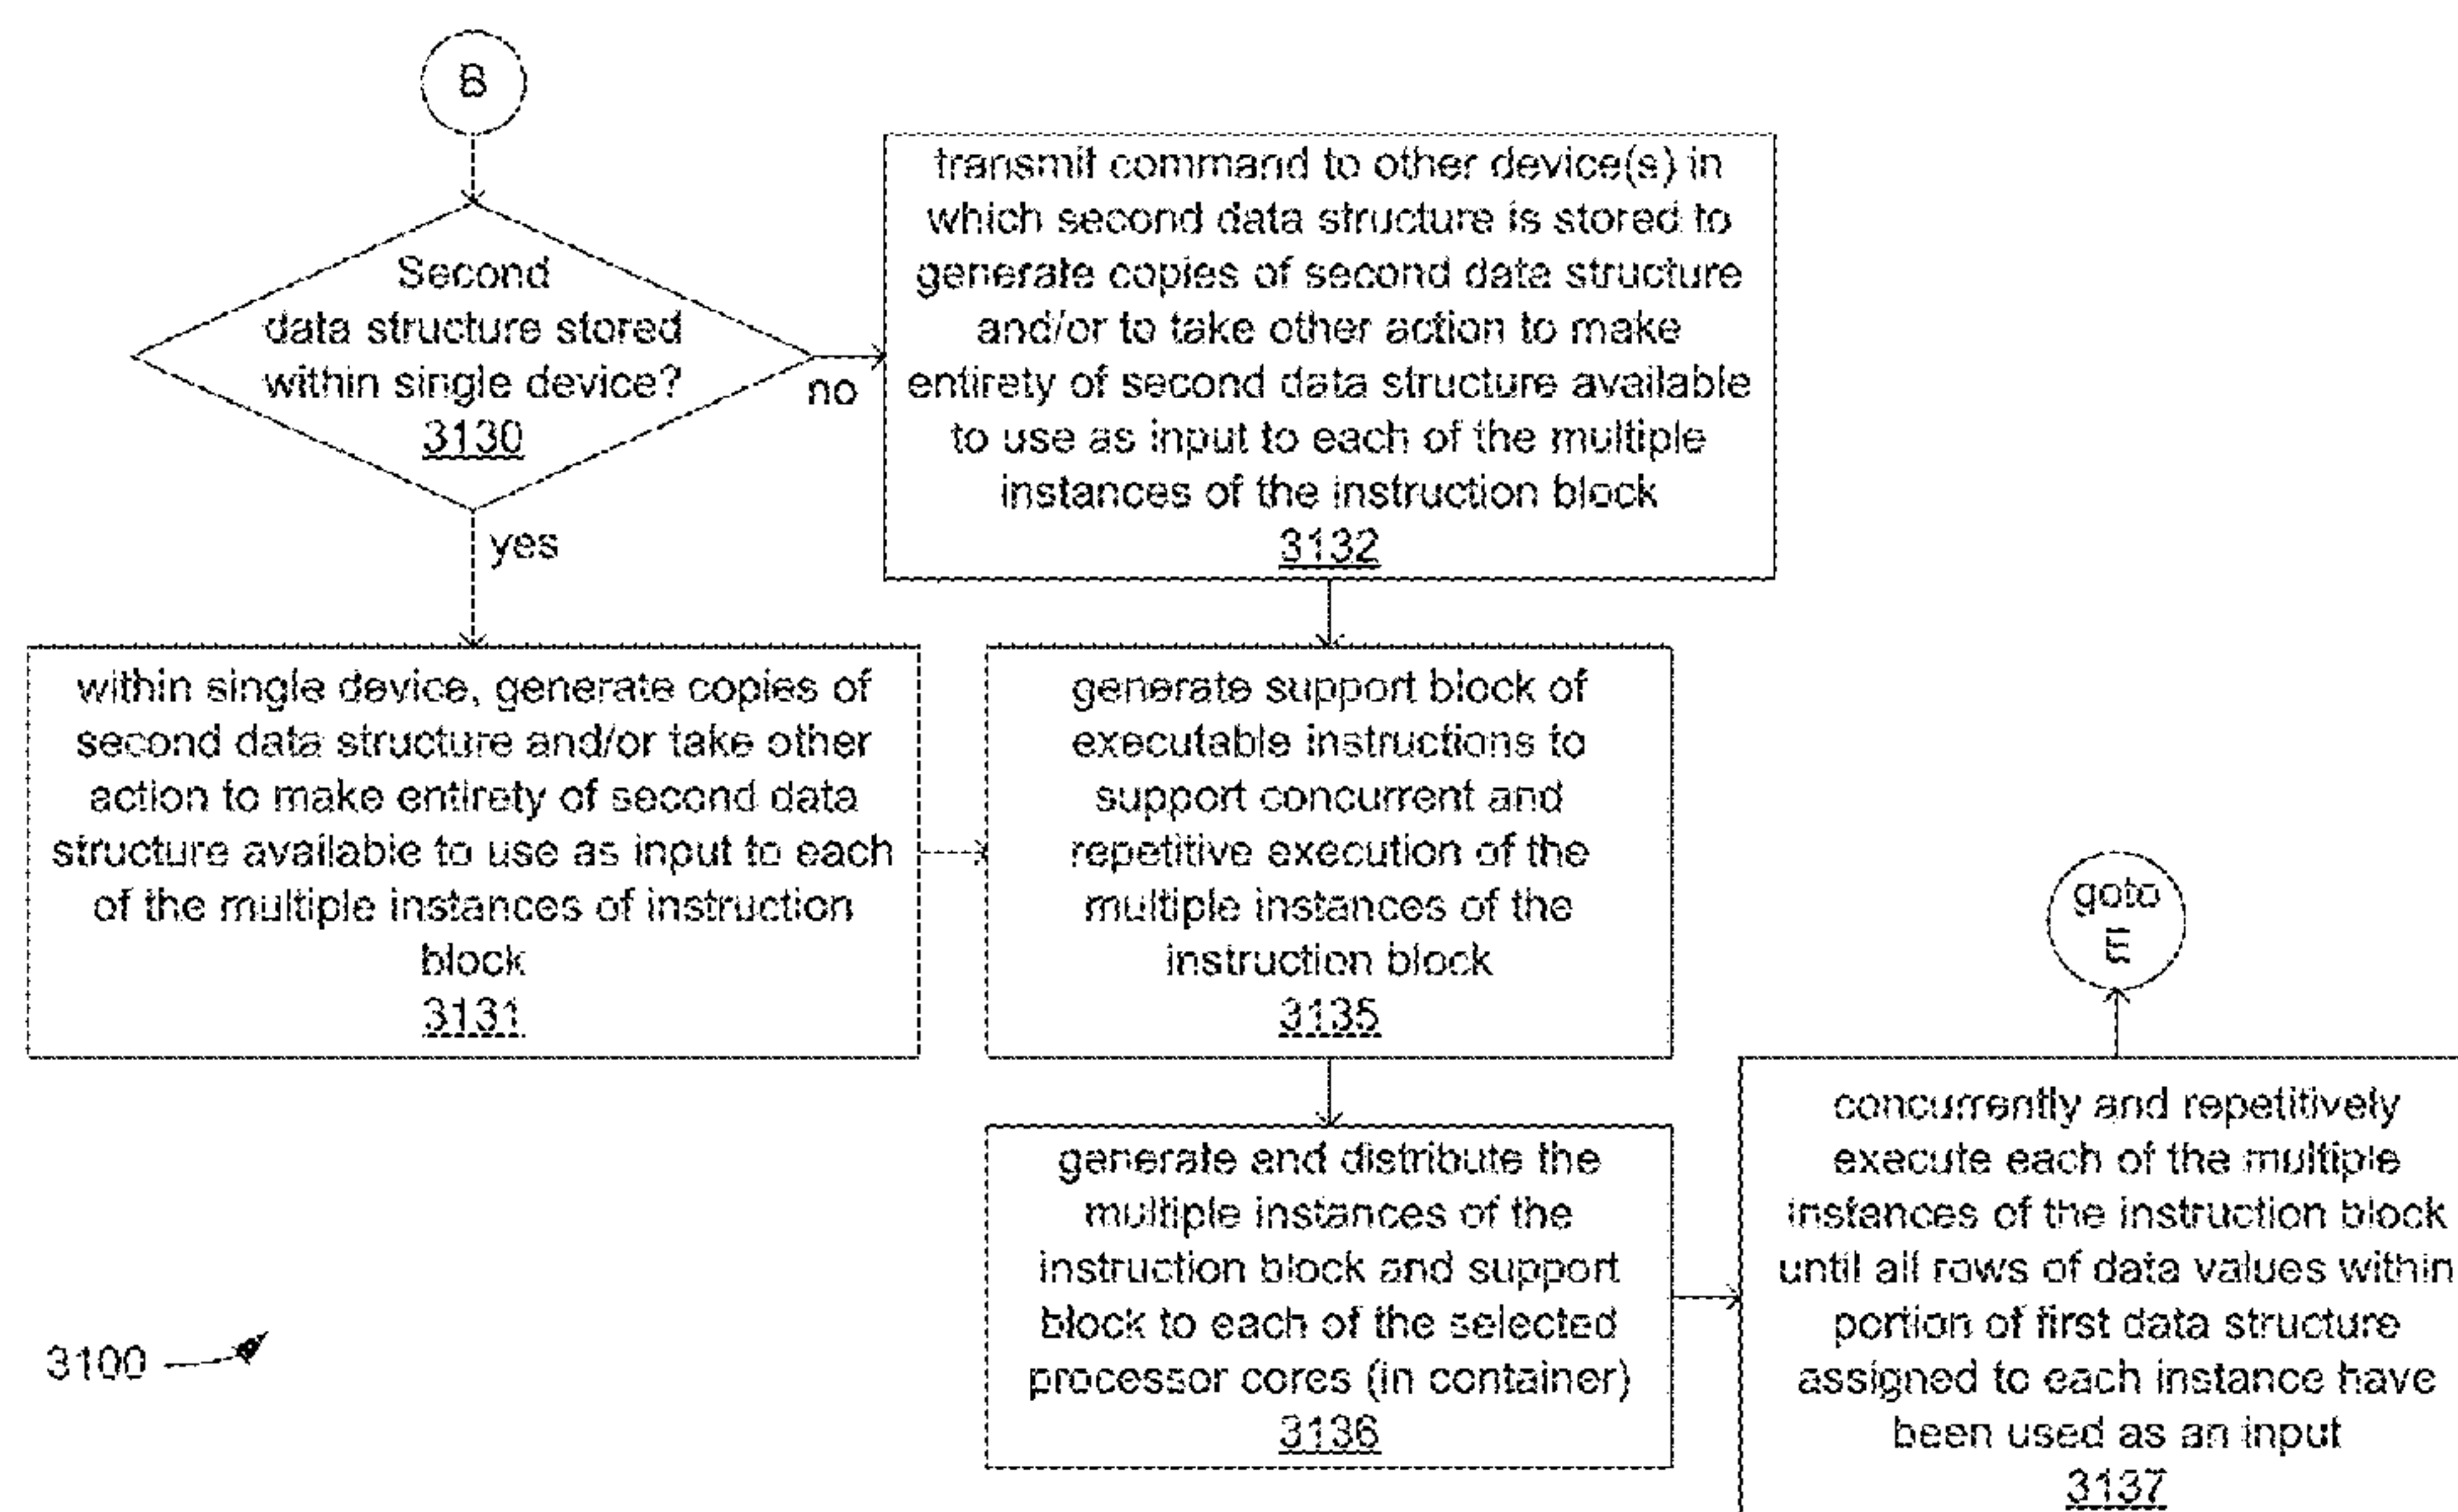 B
Second
data structure stored
within single device?
3130
no
yes
transmit command to other device(s) in
which second data structure is stored to
generate copies of second data structure
and/or to take other action to make
entirety of second data structure available
to use as input to each of the multiple
instances of the instruction block
3132
within single device, generate copies of
second data structure and/or take other
action to make entirety of second data
structure available to use as input to each
of the multiple instances of instruction
block
3131
generate support block of
executable instructions to
support concurrent and
repetitive execution of the
multiple instances of the
instruction block
3135
generate and distribute the
multiple instances of the
instruction block and support
block to each of the selected
processor cores (in container)
3136
goto
E
concurrently and repetitively
execute each of the multiple
instances of the instruction block
until all rows of data values within
portion of first data structure
assigned to each instance have
been used as an input
3137
3100